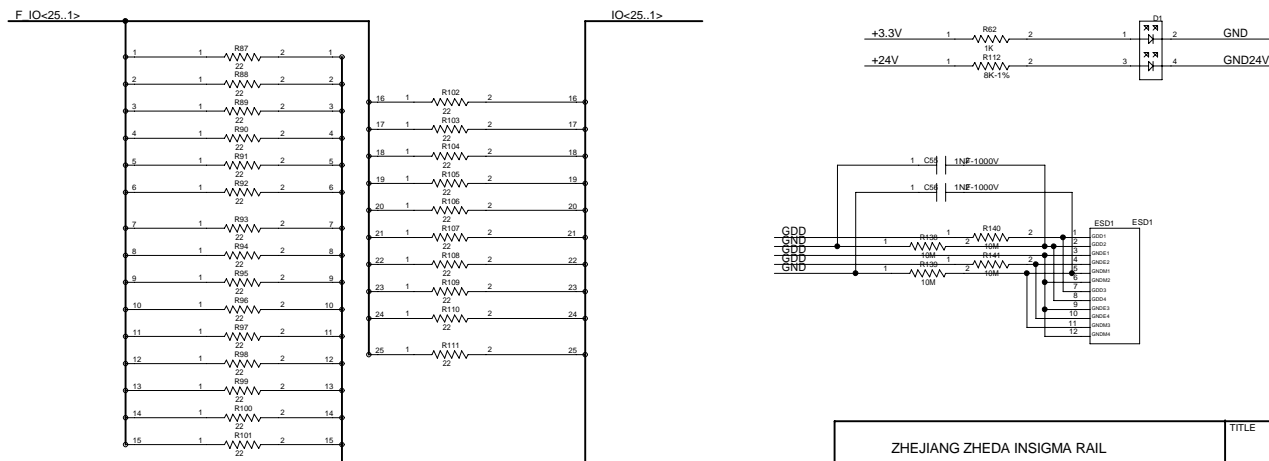 F_IO<25..1>
IO<25..1>
1 1 R87 2 1
22
2 1 R88 2 2
22
3 1 R89 2 3
22
4 1 R90 2 4
22
5 1 R91 2 5
22
6 1 R92 2 6
22
7 1 R93 2 7
22
8 1 R94 2 8
22
9 1 R95 2 9
22
10 1 R96 2 10
22
11 1 R97 2 11
22
12 1 R98 2 12
22
13 1 R99 2 13
22
14 1 R100 2 14
22
15 1 R101 2 15
22
16 1 R102 2 16
22
17 1 R103 2 17
22
18 1 R104 2 18
22
19 1 R105 2 19
22
20 1 R106 2 20
22
21 1 R107 2 21
22
22 1 R108 2 22
22
23 1 R109 2 23
22
24 1 R110 2 24
22
25 1 R111 2 25
22
D1
+3.3V 1 R62 2 1 2 GND
1K
+24V 1 R112 2 3 4 GND24V
8K-1%
1 C55 1NF-1000V
1 C56 1NF-1000V
ESD1 ESD1
GDD 1 R140 2 1 GDD1
GND 1 R138 2 10M 2 GDD2
GDD 10M 3 GNDE1
GDD 1 R141 2 4 GNDE2
GND 1 R139 2 10M 5 GNDM1
10M 6 GNDM2
7 GDD3
8 GDD4
9 GNDE3
10 GNDE4
11 GNDM3
12 GNDM4
TITLE
ZHEJIANG ZHEDA INSIGMA RAIL